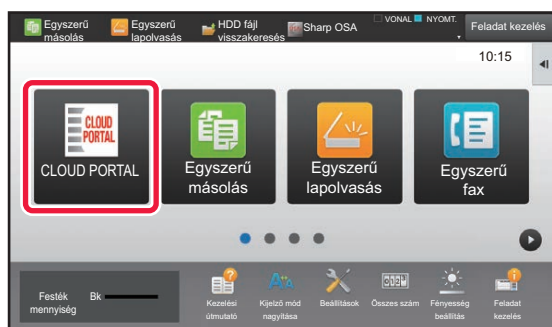 Egyszerű másolás
Egyszerű lapolvasás
HDD fájl visszakeresés
Sharp OSA
VONAL
NYOMT.
Feladat kezelés
10:15
CLOUD PORTAL
CLOUD PORTAL
Egyszerű másolás
Egyszerű lapolvasás
Egyszerű fax
Festék mennyiség
Bk
Kezelési útmutató
Kijelző mód nagyítása
Beállítások
Összes szám
Fényesség beállítás
Feladat kezelés